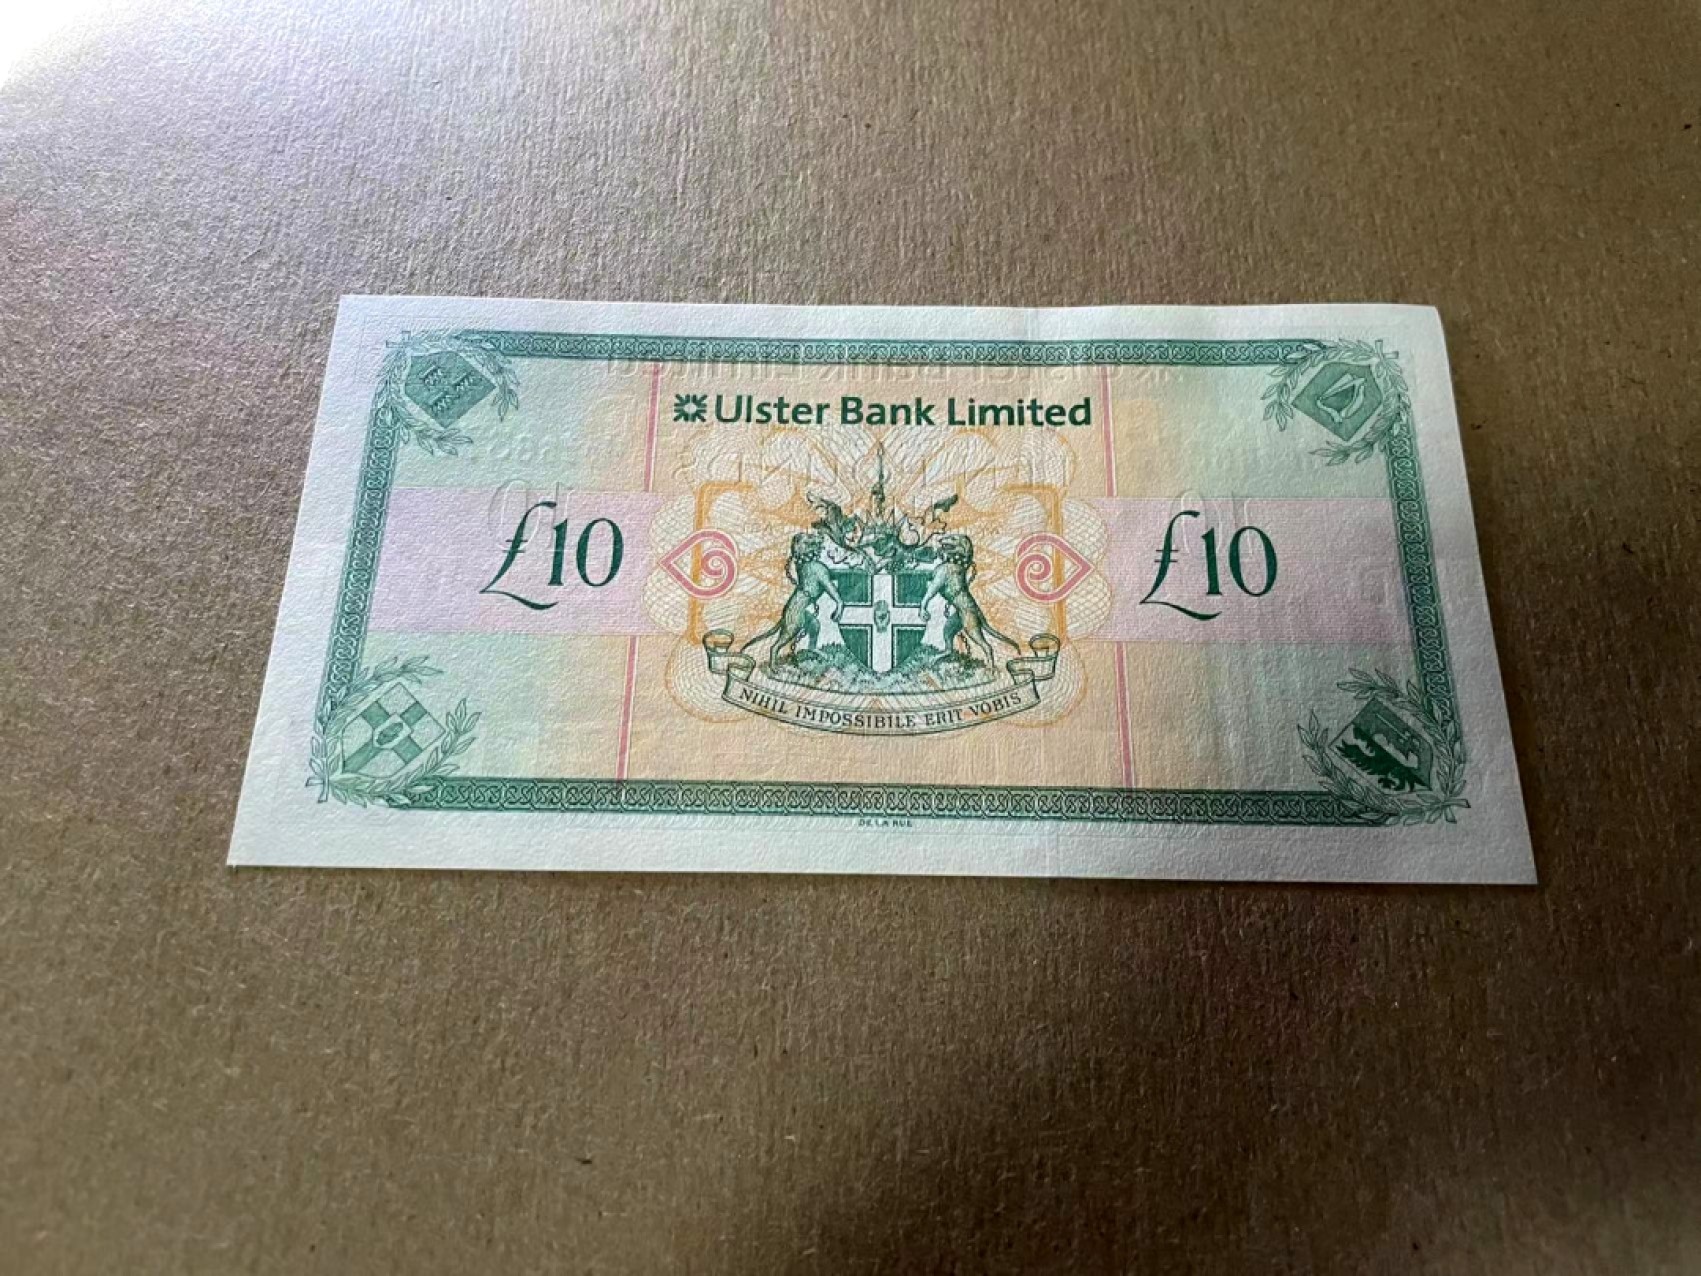 Ulster Bank Limited
£10 £10
NIHIL IMPOSSIBILE ERIT VOBIS
DE LA RUE